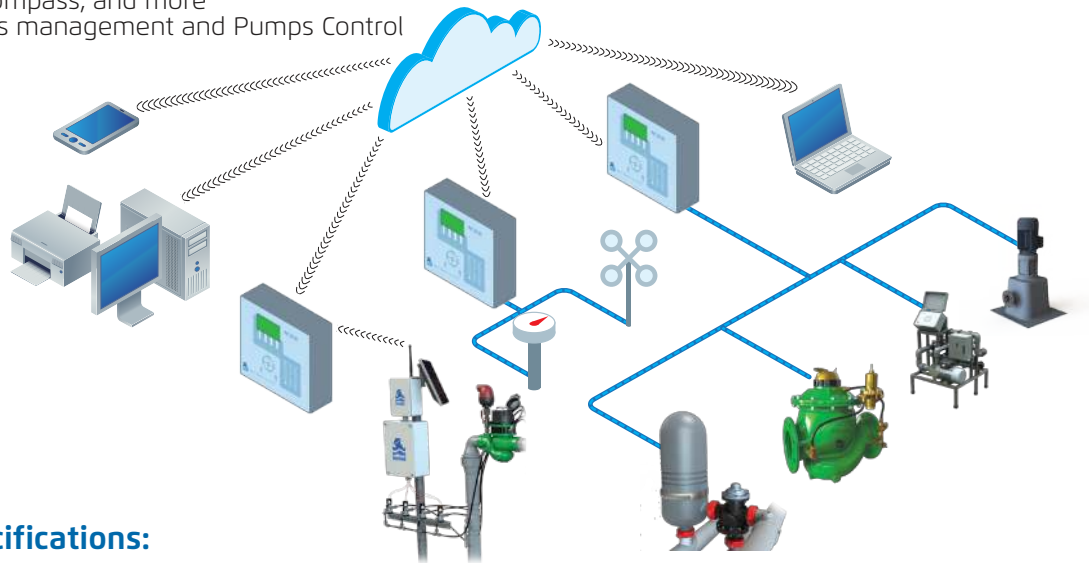 ompass, and more
s management and Pumps Control
cifications: